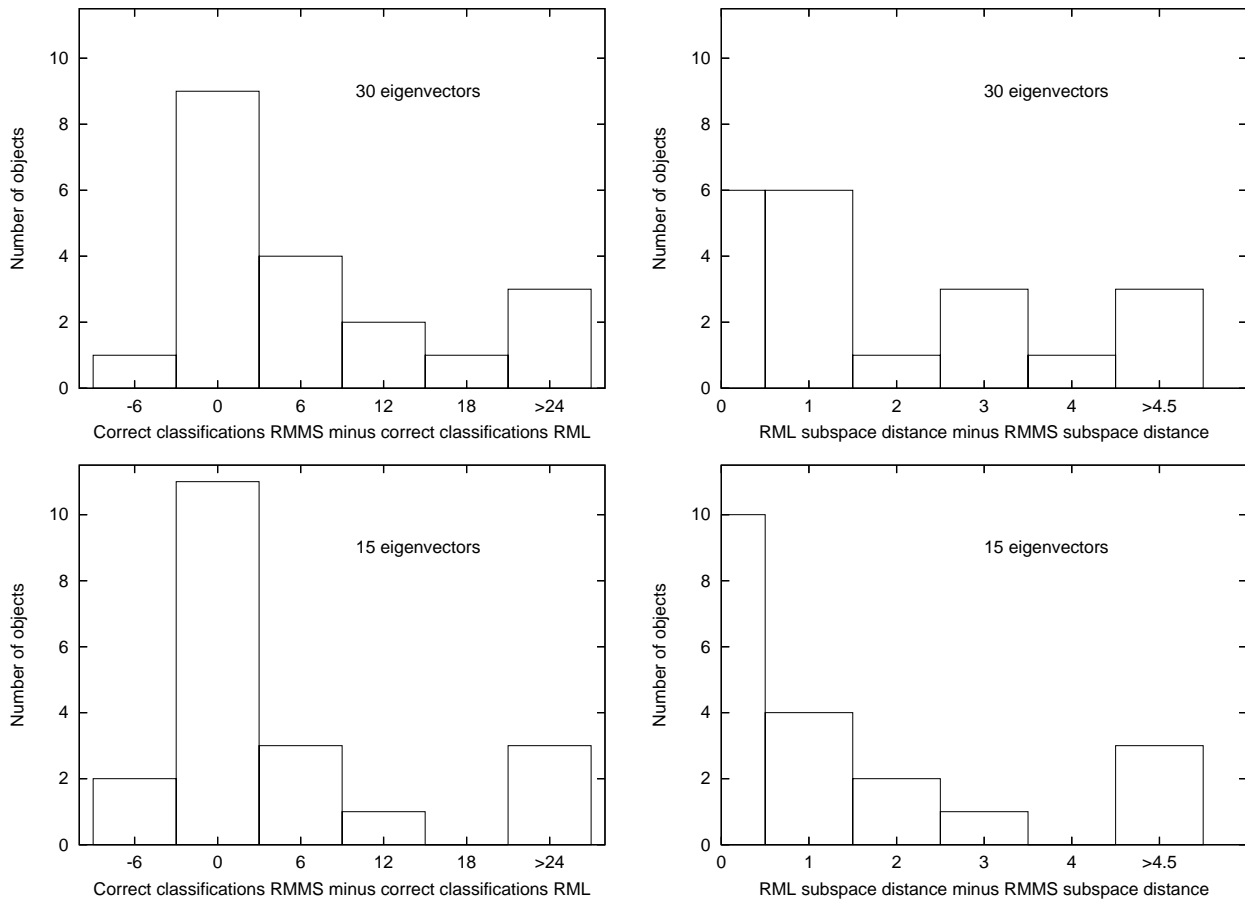 10
8
6
4
2
0
Number of objects
30 eigenvectors
-6 0 6 12 18 >24
Correct classifications RMMS minus correct classifications RML
10
8
6
4
2
0
Number of objects
30 eigenvectors
0 1 2 3 4 >4.5
RML subspace distance minus RMMS subspace distance
10
8
6
4
2
0
Number of objects
15 eigenvectors
-6 0 6 12 18 >24
Correct classifications RMMS minus correct classifications RML
10
8
6
4
2
0
Number of objects
15 eigenvectors
0 1 2 3 4 >4.5
RML subspace distance minus RMMS subspace distance